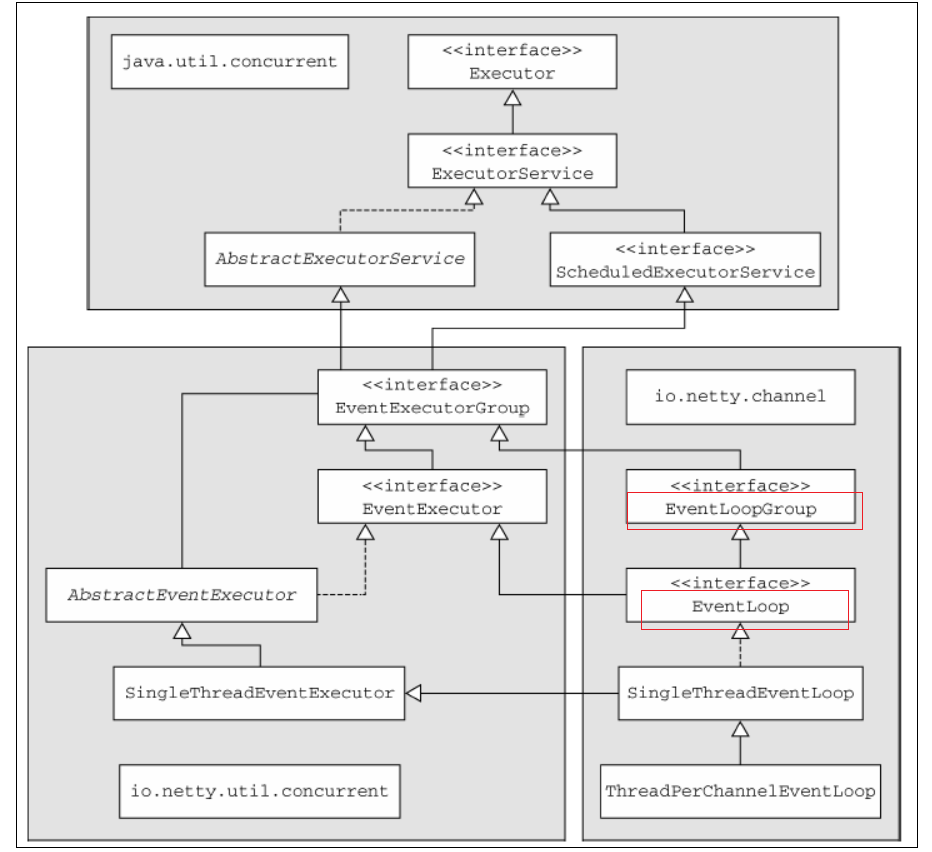 java.util.concurrent
<<interface>>
Executor
<<interface>>
ExecutorService
AbstractExecutorService
<<interface>>
ScheduledExecutorService
<<interface>>
EventExecutorGroup
io.netty.channel
<<interface>>
EventExecutor
<<interface>>
EventLoopGroup
AbstractEventExecutor
<<interface>>
EventLoop
SingleThreadEventExecutor
SingleThreadEventLoop
io.netty.util.concurrent
ThreadPerChannelEventLoop